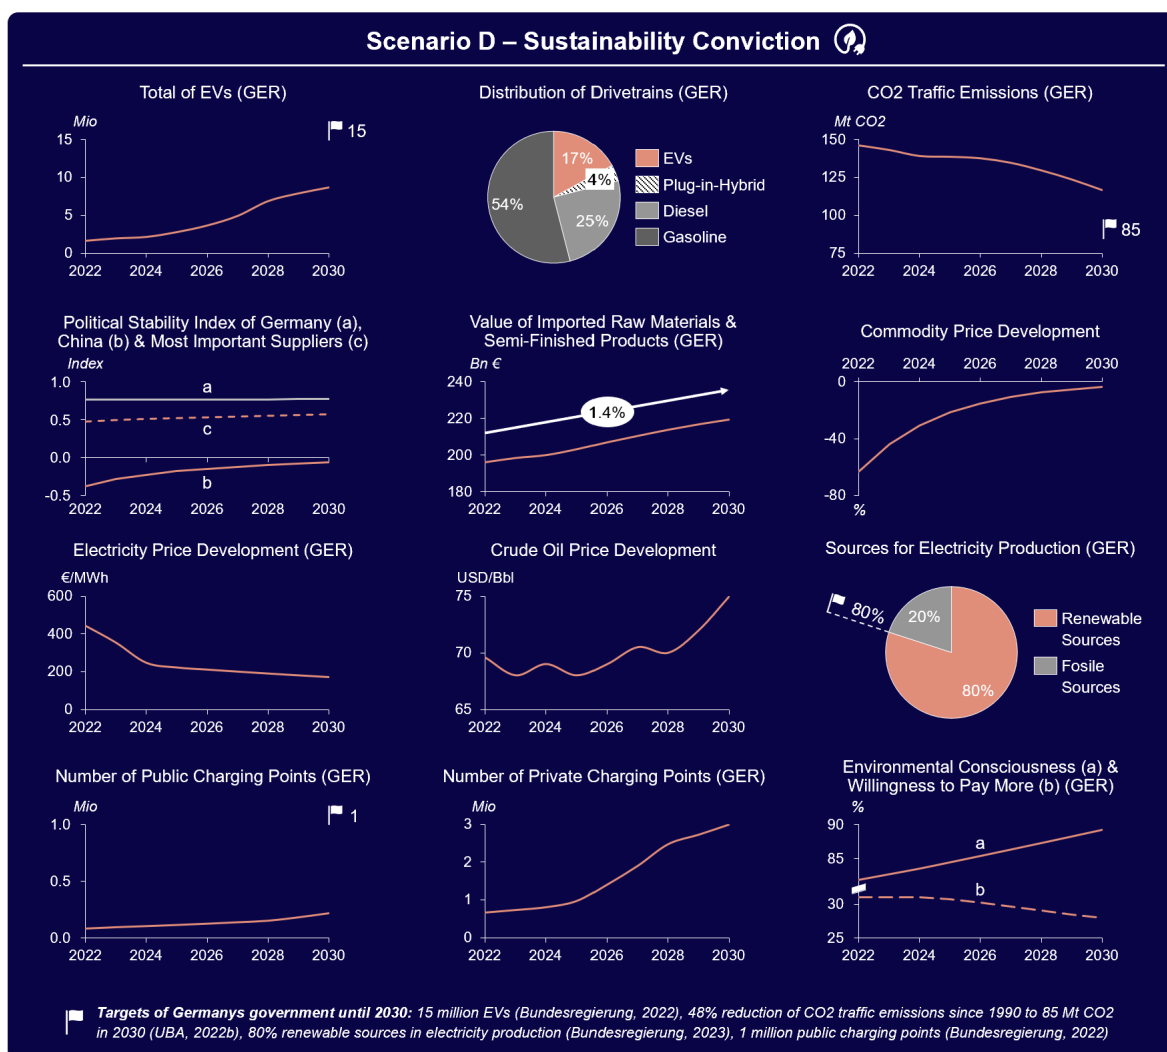 Scenario D – Sustainability Conviction
Total of EVs (GER)
Mio
15
10
5
0
2022 2024 2026 2028 2030
15
Distribution of Drivetrains (GER)
17%
4%
25%
54%
EVs
Plug-in-Hybrid
Diesel
Gasoline
CO2 Traffic Emissions (GER)
Mt CO2
150
125
100
75
2022 2024 2026 2028 2030
85
Political Stability Index of Germany (a),
China (b) & Most Important Suppliers (c)
Index
1.0
0.5
0.0
-0.5
a
c
b
2022 2024 2026 2028 2030
Value of Imported Raw Materials &
Semi-Finished Products (GER)
Bn €
240
220
200
180
1.4%
2022 2024 2026 2028 2030
Commodity Price Development
2022 2024 2026 2028 2030
0
-40
-80
%
Electricity Price Development (GER)
€/MWh
600
400
200
0
2022 2024 2026 2028 2030
Crude Oil Price Development
USD/Bbl
75
70
65
2022 2024 2026 2028 2030
Sources for Electricity Production (GER)
80%
20%
80%
Renewable
Sources
Fosile
Sources
Number of Public Charging Points (GER)
Mio
1.0
0.5
0.0
2022 2024 2026 2028 2030
1
Number of Private Charging Points (GER)
Mio
3
2
1
0
2022 2024 2026 2028 2030
Environmental Consciousness (a) &
Willingness to Pay More (b) (GER)
%
90
85
30
25
a
b
2022 2024 2026 2028 2030
Targets of Germanys government until 2030: 15 million EVs (Bundesregierung, 2022), 48% reduction of CO2 traffic emissions since 1990 to 85 Mt CO2
in 2030 (UBA, 2022b), 80% renewable sources in electricity production (Bundesregierung, 2023), 1 million public charging points (Bundesregierung, 2022)